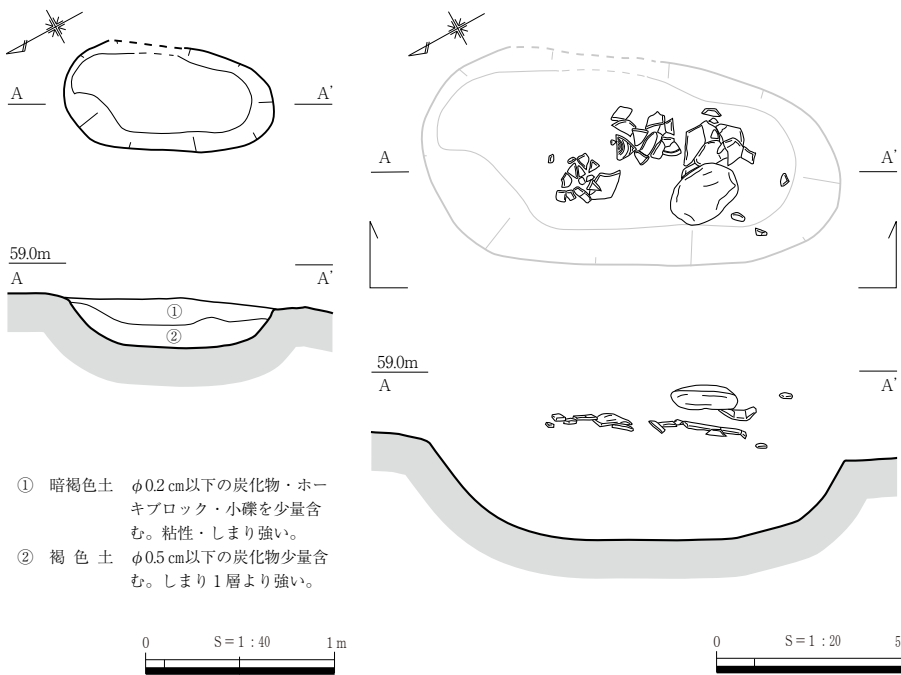 A A'
59.0m
A A'
①
②
① 暗褐色土 φ0.2㎝以下の炭化物・ホー
キブロック・小礫を少量含
む。粘性・しまり強い。
② 褐色土 φ0.5㎝以下の炭化物少量含
む。しまり１層より強い。
0 S＝1：40 1m
A A'
59.0m
A A'
0 S＝1：20 5